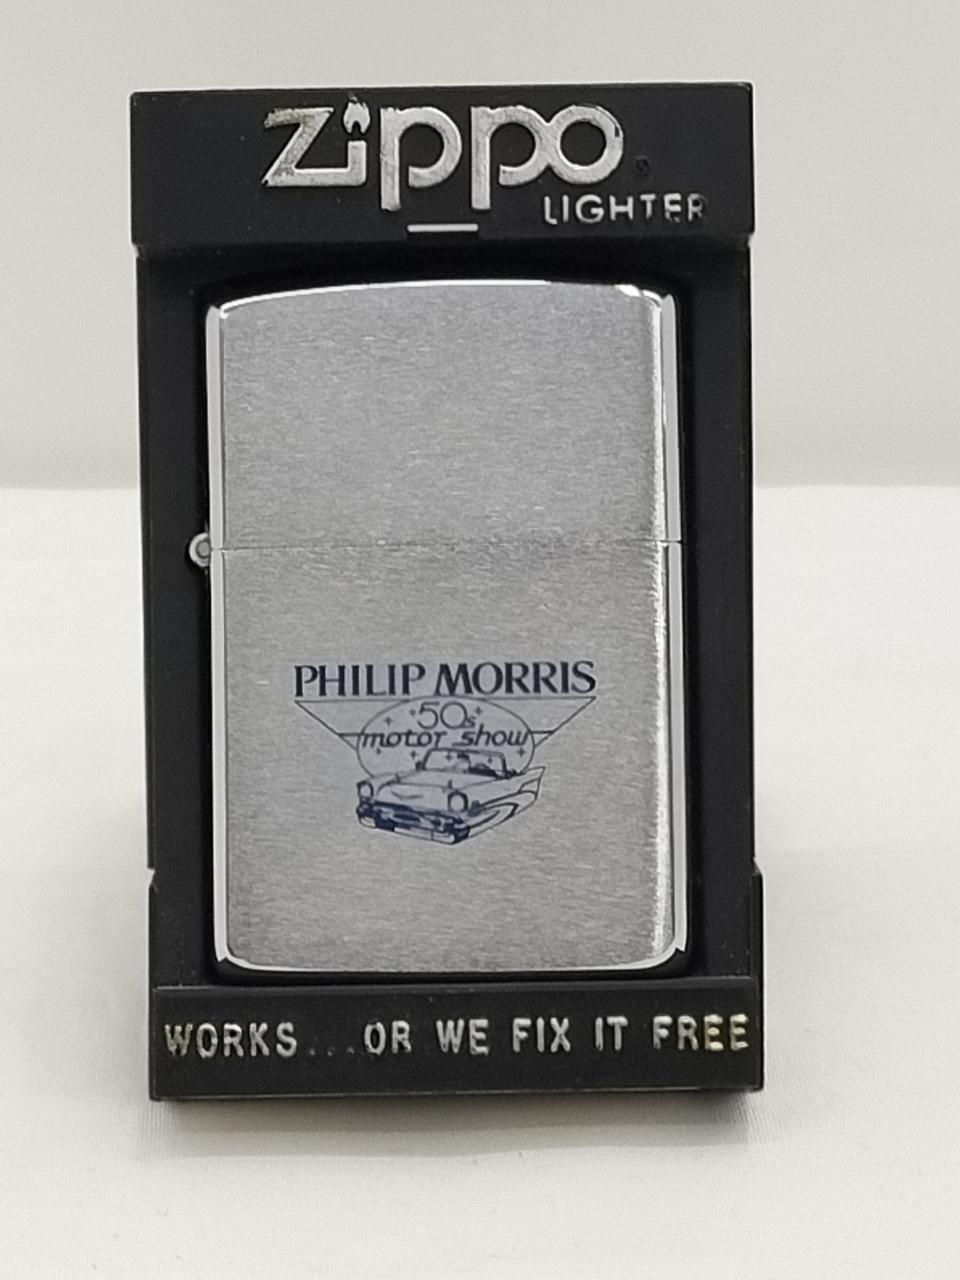 Zippo
LIGHTER
PHILIP MORRIS
50s
motor show
WORKS...OR WE FIX IT FREE